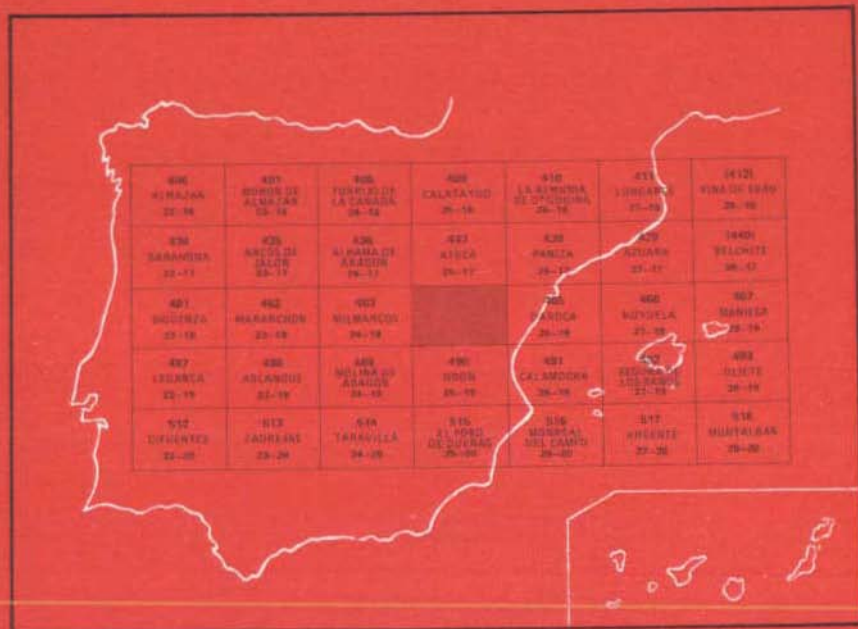 406
ALMAZAN
22-16
407
MORON DE
ALMAZAN
23-16
408
TORRIJO DE
LA CAÑADA
24-16
409
CALATAYUD
25-16
410
LA ALMUNIA
DE Dª GODINA
26-16
411
LONGARES
27-16
(412)
PINA DE EBRO
28-16
434
BARAHONA
22-17
435
ARCOS DE
JALON
23-17
436
ALHAMA DE
ARAGON
24-17
437
ATECA
25-17
438
PANIZA
26-17
439
AZUARA
27-17
(440)
BELCHITE
28-17
461
SIGÜENZA
22-18
462
MARANCHON
23-18
463
MILMARCOS
24-18
465
DAROCA
26-18
466
MOYUELA
27-18
467
MUNIESA
28-18
487
LEDANCA
22-19
488
ABLANQUE
23-19
489
MOLINA DE
ARAGON
24-19
490
ODON
25-19
491
CALAMOCHA
26-19
492
SEGURA DE
LOS BAÑOS
27-19
493
OLIETE
28-19
512
CIFUENTES
22-20
513
ZAOREJAS
23-20
514
TARAVILLA
24-20
515
EL POBO
DE DUEÑAS
25-20
516
MONREAL
DEL CAMPO
26-20
517
ARGENTE
27-20
518
MONTALBAN
28-20